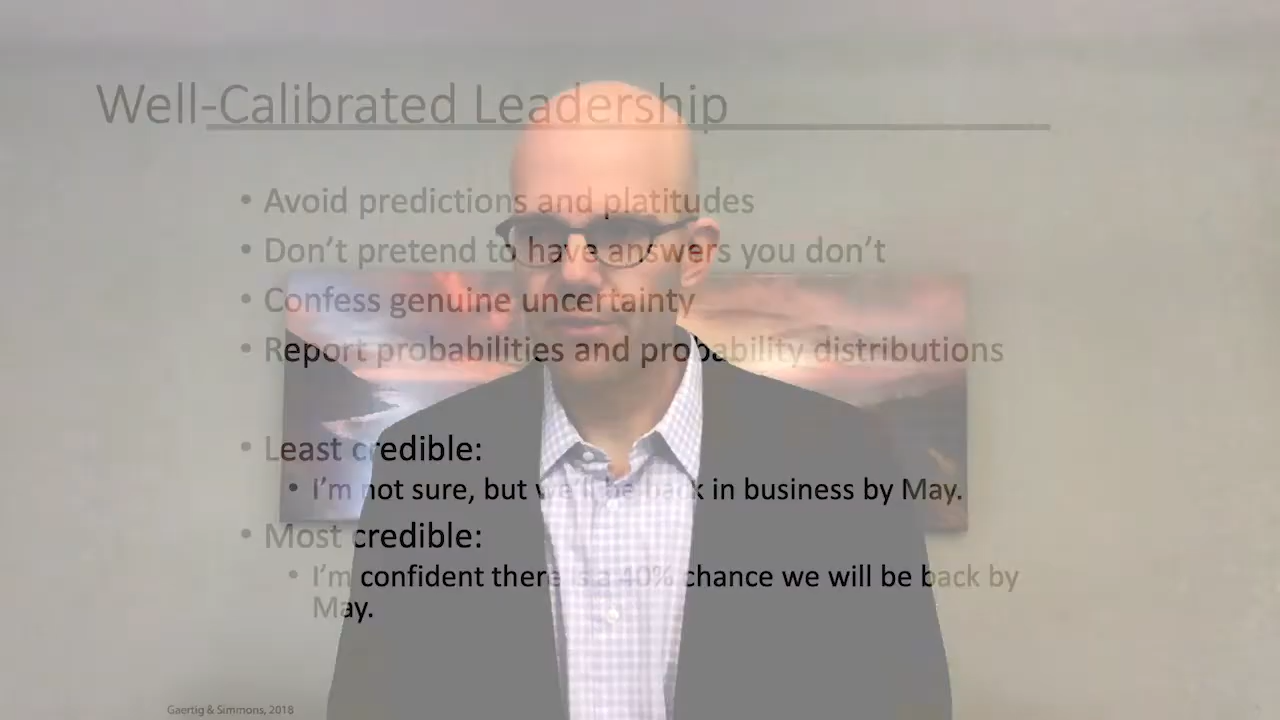 Well-Calibrated Leadership
• Avoid predictions and platitudes
• Don’t pretend to have answers you don’t
• Confess genuine uncertainty
• Report probabilities and probability distributions
• Least credible:
• I’m not sure, but we’ll be back in business by May.
• Most credible:
• I’m confident there is a 40% chance we will be back by
May.
Gaertig & Simmons, 2018